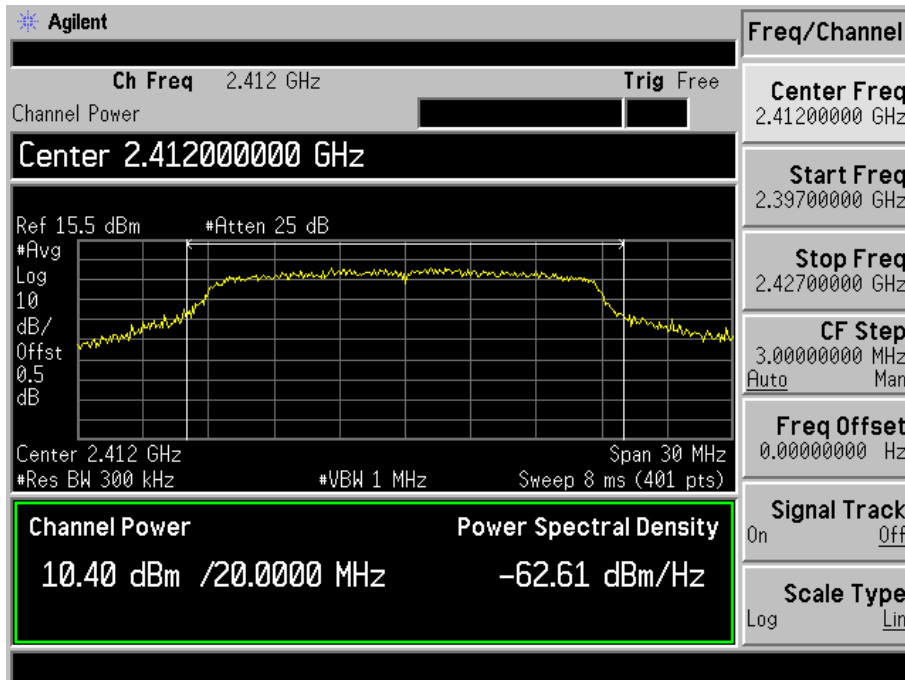 Agilent
Freq/Channel
Ch Freq 2.412 GHz Trig Free
Channel Power
Center 2.412000000 GHz
Ref 15.5 dBm #Atten 25 dB
#Avg
Log
10
dB/
Offst
0.5
dB
Center 2.412 GHz Span 30 MHz
#Res BW 300 kHz #VBW 1 MHz Sweep 8 ms (401 pts)
Channel Power Power Spectral Density
10.40 dBm /20.0000 MHz -62.61 dBm/Hz
Center Freq
2.41200000 GHz
Start Freq
2.39700000 GHz
Stop Freq
2.42700000 GHz
CF Step
3.00000000 MHz
Auto Man
Freq Offset
0.00000000 Hz
Signal Track
On Off
Scale Type
Log Lin